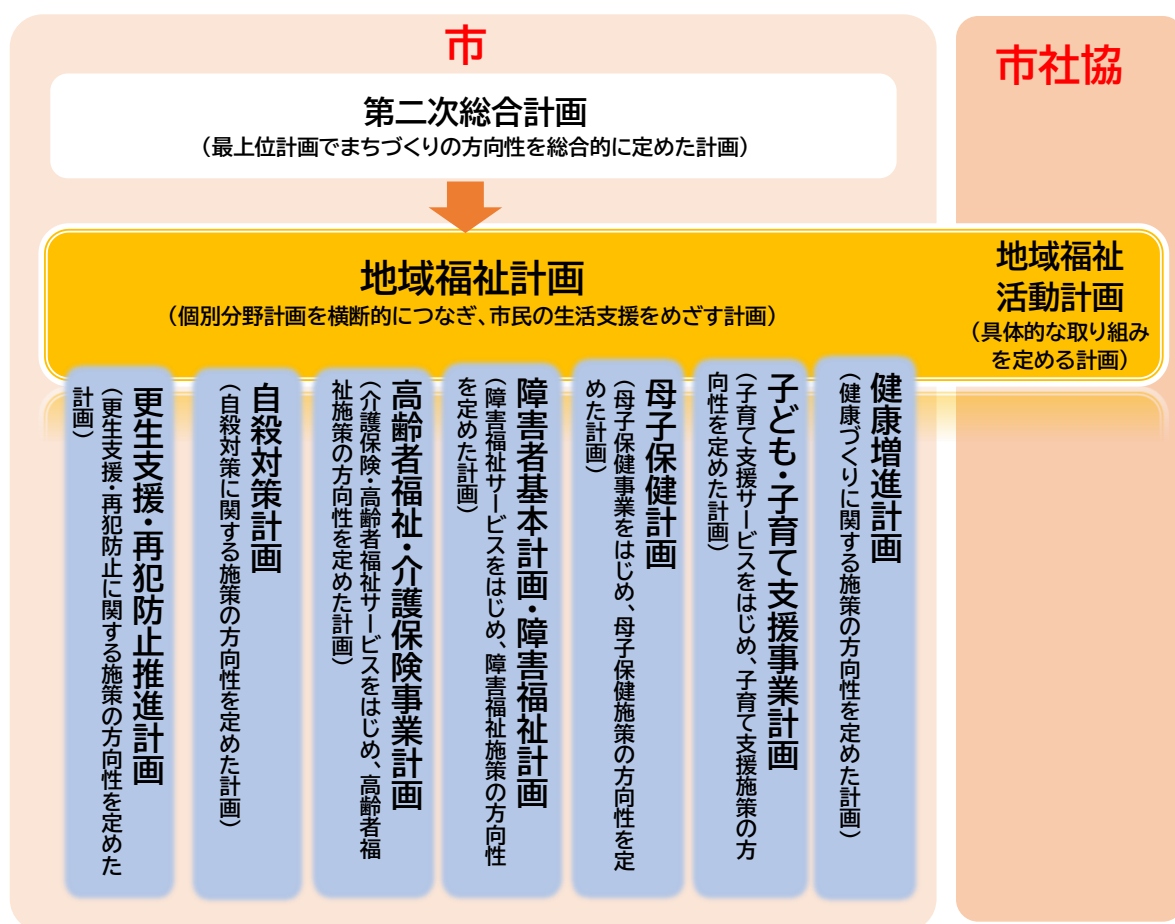 市
第二次総合計画
（最上位計画でまちづくりの方向性を総合的に定めた計画）
市社協
地域福祉計画
（個別分野計画を横断的につなぎ、市民の生活支援をめざす計画）
地域福祉
活動計画
（具体的な取り組み
を定める計画）
健康増進計画
（健康づくりに関する施策の方向性を定めた計画）
子ども・子育て支援事業計画
（子育て支援サービスをはじめ、子育て支援施策の方
向性を定めた計画）
母子保健計画
（母子保健事業をはじめ、母子保健施策の方向性を定
めた計画）
障害者基本計画・障害福祉計画
（障害福祉サービスをはじめ、障害福祉施策の方向性
を定めた計画）
高齢者福祉・介護保険事業計画
（介護保険・高齢者福祉サービスをはじめ、高齢者福
祉施策の方向性を定めた計画）
自殺対策計画
（自殺対策に関する施策の方向性を定めた計画）
更生支援・再犯防止推進計画
（更生支援・再犯防止に関する施策の方向性を定めた
計画）